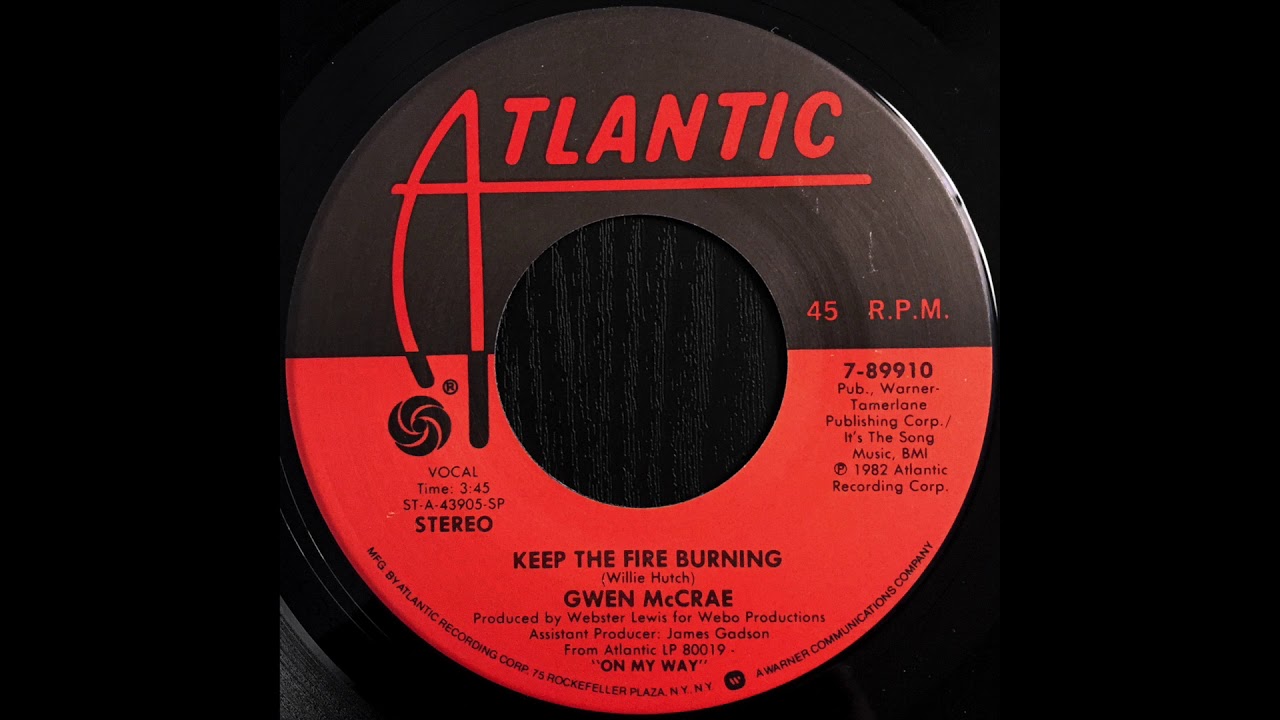 ATLANTIC
45 R.P.M.
®
7-89910
Pub., Warner-
Tamerlane
Publishing Corp./
It's The Song
Music, BMI
℗ 1982 Atlantic
Recording Corp.
VOCAL
Time: 3:45
ST-A-43905-SP
STEREO
KEEP THE FIRE BURNING
(Willie Hutch)
GWEN McCRAE
Produced by Webster Lewis for Webo Productions
Assistant Producer: James Gadson
From Atlantic LP 80019 -
"ON MY WAY"
MFG. BY ATLANTIC RECORDING CORP. 75 ROCKEFELLER PLAZA, N.Y. N.Y. A WARNER COMMUNICATIONS COMPANY